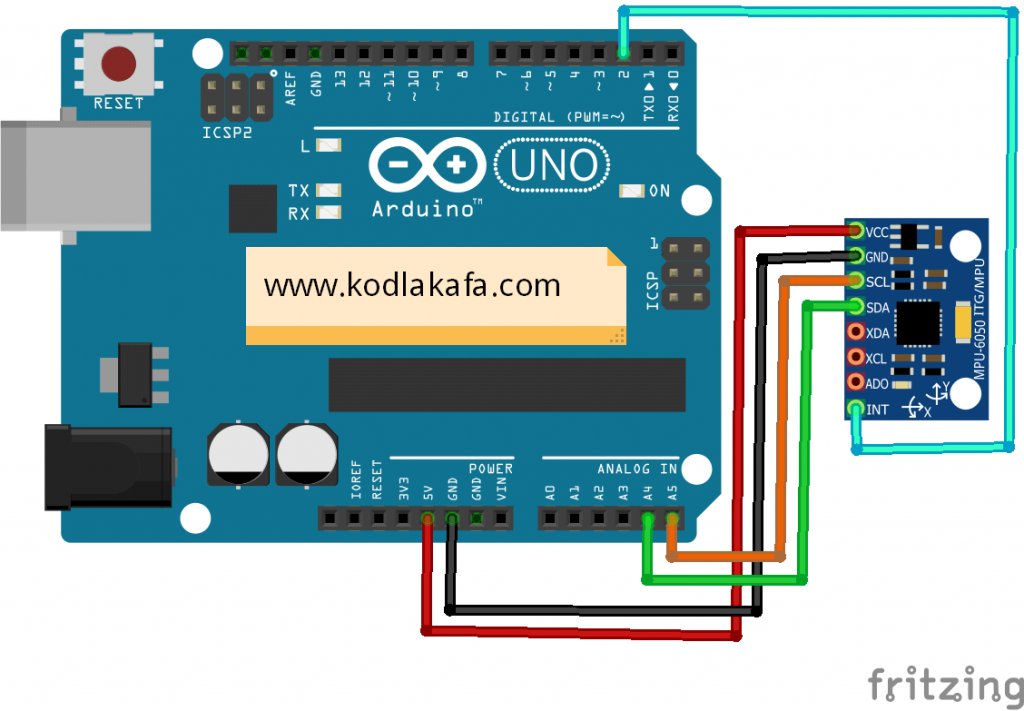 RESET
ICSP2
AREF
GND
13
12
~11
~10
~9
8
7
~6
~5
4
~3
2
TX0▶1
RX0◀0
DIGITAL (PWM=~)
L
TX
RX
Arduino™
UNO
ON
1
ICSP
www.kodlakafa.com
VCC
GND
SCL
SDA
XDA
XCL
ADO
INT
MPU-6050 ITG/MPU
Y
X
POWER
ANALOG IN
IOREF
RESET
3V3
5V
GND
GND
VIN
A0
A1
A2
A3
A4
A5
fritzing